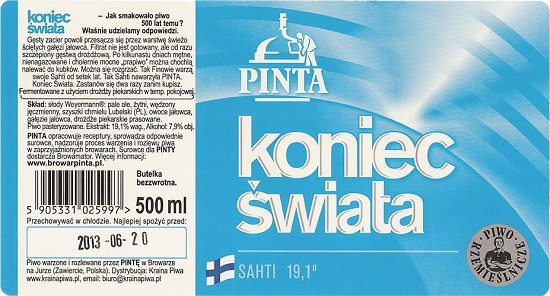 koniec
świata
– Jak smakowało piwo
500 lat temu?
Właśnie udzielamy odpowiedzi.
Gęsty zacier powoli przesącza się przez warstwę świeżo
ściętych gałęzi jałowca. Filtrat nie jest gotowany, ale od razu
szczepiony gęstwą drożdżową. Po kilkunastu dniach mętne,
nienagazowane i cholernie mocne „prapiwo” można chochlą
nalewać do kubków. Można się rozgrzać. Tak Finowie warzą
swoje Sahti od setek lat. Tak Sahti nawarzyła PINTA.
Koniec Świata. Zastanów się dwa razy zanim kupisz.
Fermentowane z użyciem drożdży piekarskich w temp. pokojowej.
Skład: słody Weyermann®: pale ale, żytni, wędzony
jęczmienny, szyszki chmielu Lubelski (PL), owoce jałowca,
gałęzie jałowca, drożdże piekarskie prasowane.
Piwo pasteryzowane. Ekstrakt: 19,1% wag., Alkohol: 7,9% obj.
PINTA opracowuje receptury, sprowadza odpowiednie
surowce, nadzoruje proces warzenia i rozlewu piwa
w zaprzyjaźnionych browarach. Surowce dla PINTY
dostarcza Browamator. Więcej informacji:
www.browarpinta.pl.
Butelka
bezzwrotna.
5 905331 025997 >
500 ml
Przechowywać w chłodzie. Najlepiej spożyć przed:
2013 -06- 20
Piwo warzone i rozlewane przez PINTĘ w Browarze
na Jurze (Zawiercie, Polska). Dystrybucja: Kraina Piwa
www.krainapiwa.pl, email: biuro@krainapiwa.pl
PINTA
koniec
świata
SAHTI 19,1°
•PIWO•
RZEMIEŚLNICZE